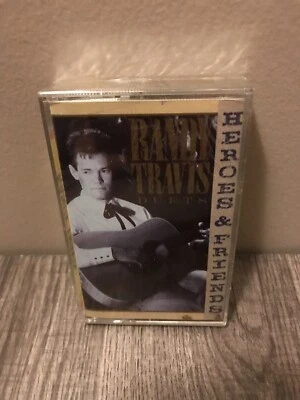 RANDY
TRAVIS
DUETS
HEROES & FRIENDS